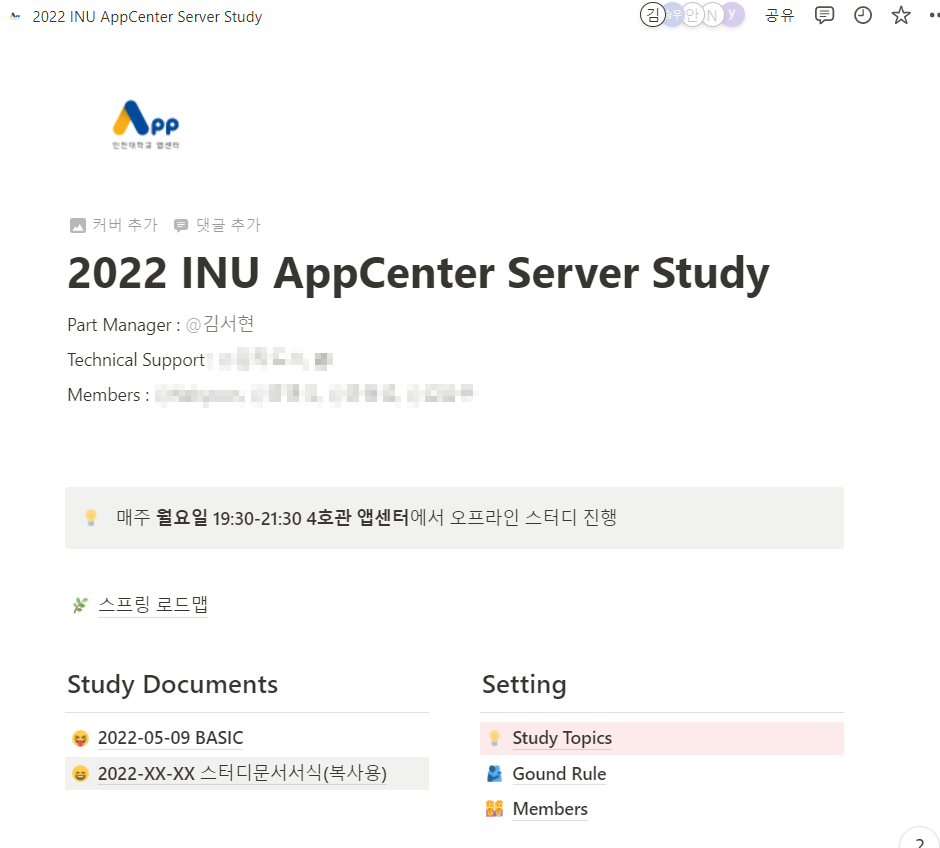 2022 INU AppCenter Server Study
김 안 N Y 공유
App
인천대학교 앱센터
커버 추가 댓글 추가
2022 INU AppCenter Server Study
Part Manager : @김서현
Technical Support
Members :
매주 월요일 19:30-21:30 4호관 앱센터에서 오프라인 스터디 진행
스프링 로드맵
Study Documents
2022-05-09 BASIC
2022-XX-XX 스터디문서서식(복사용)
Setting
Study Topics
Gound Rule
Members
?